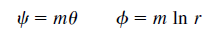 ψ = mθ  ϕ = m ln r